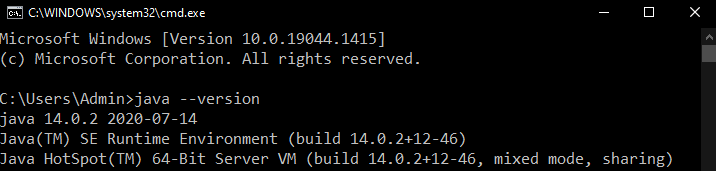 C:\WINDOWS\system32\cmd.exe
Microsoft Windows [Version 10.0.19044.1415]
(c) Microsoft Corporation. All rights reserved.
C:\Users\Admin>java --version
java 14.0.2 2020-07-14
Java(TM) SE Runtime Environment (build 14.0.2+12-46)
Java HotSpot(TM) 64-Bit Server VM (build 14.0.2+12-46, mixed mode, sharing)